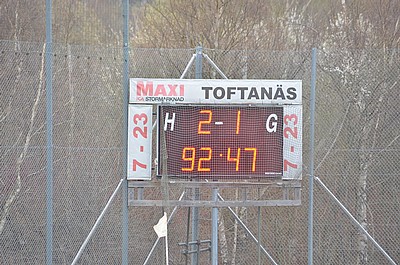 MAXI TOFTANÄS
ICA STORMARKNAD
7-23 H 2-1 G 7-23
92:47